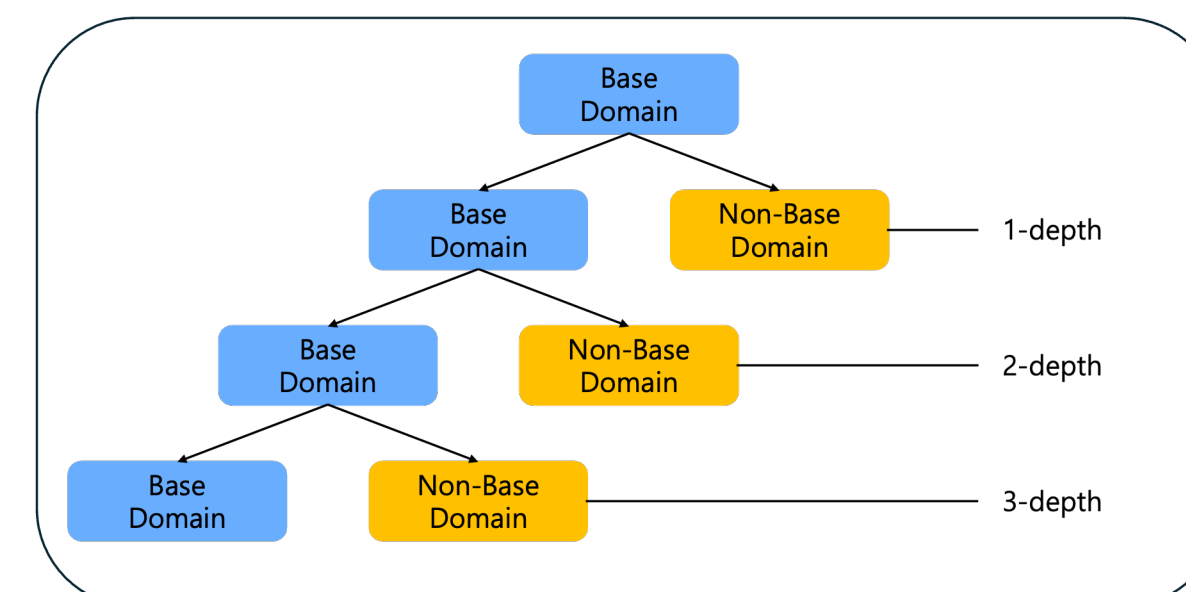 Base
Domain
Base
Domain
Non-Base
Domain
1-depth
Base
Domain
Non-Base
Domain
2-depth
Base
Domain
Non-Base
Domain
3-depth